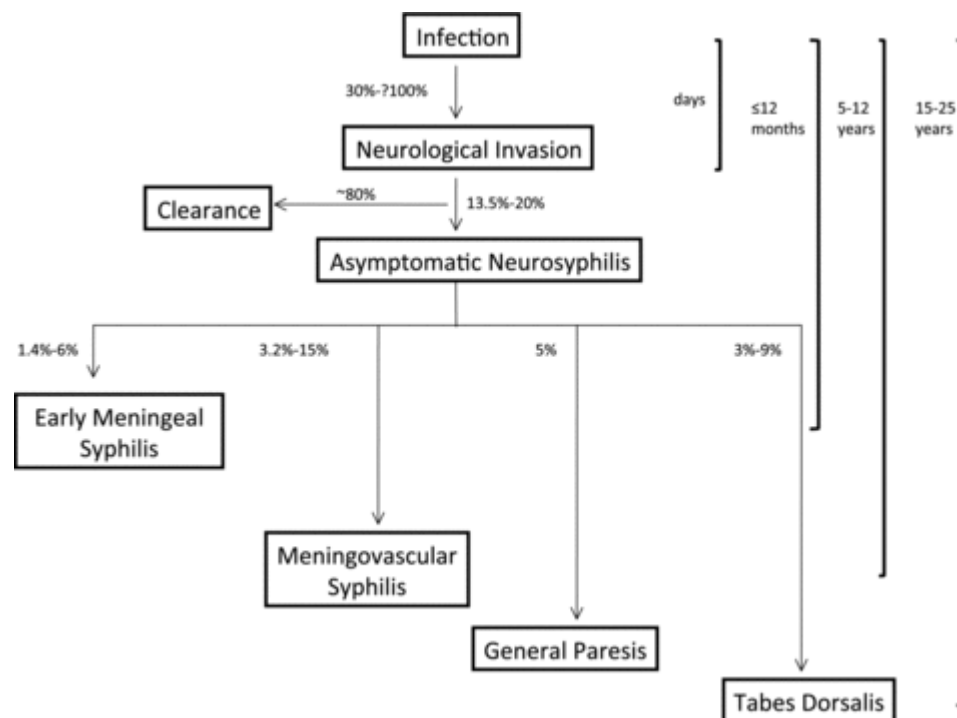 Infection
30%-?100%
days
≤12
months
5-12
years
15-25
years
Neurological Invasion
~80%
13.5%-20%
Clearance
Asymptomatic Neurosyphilis
1.4%-6%
3.2%-15%
5%
3%-9%
Early Meningeal
Syphilis
Meningovascular
Syphilis
General Paresis
Tabes Dorsalis